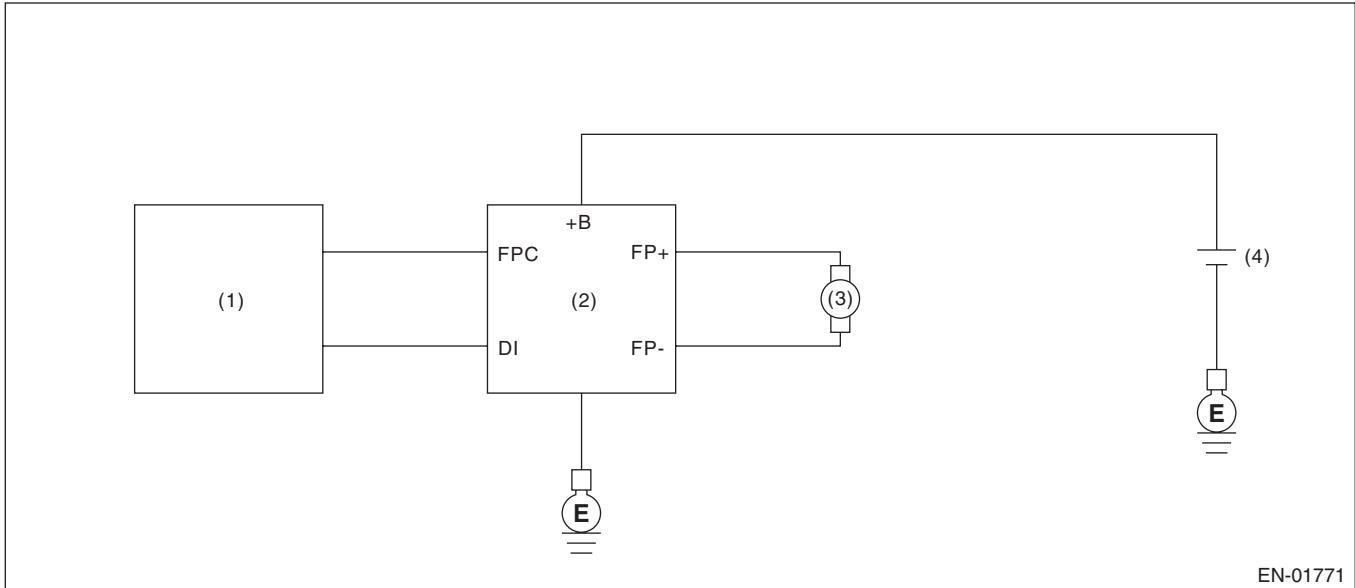 +B
FPC
FP+
(1)
(2)
(3)
(4)
DI
FP-
E
E
EN-01771